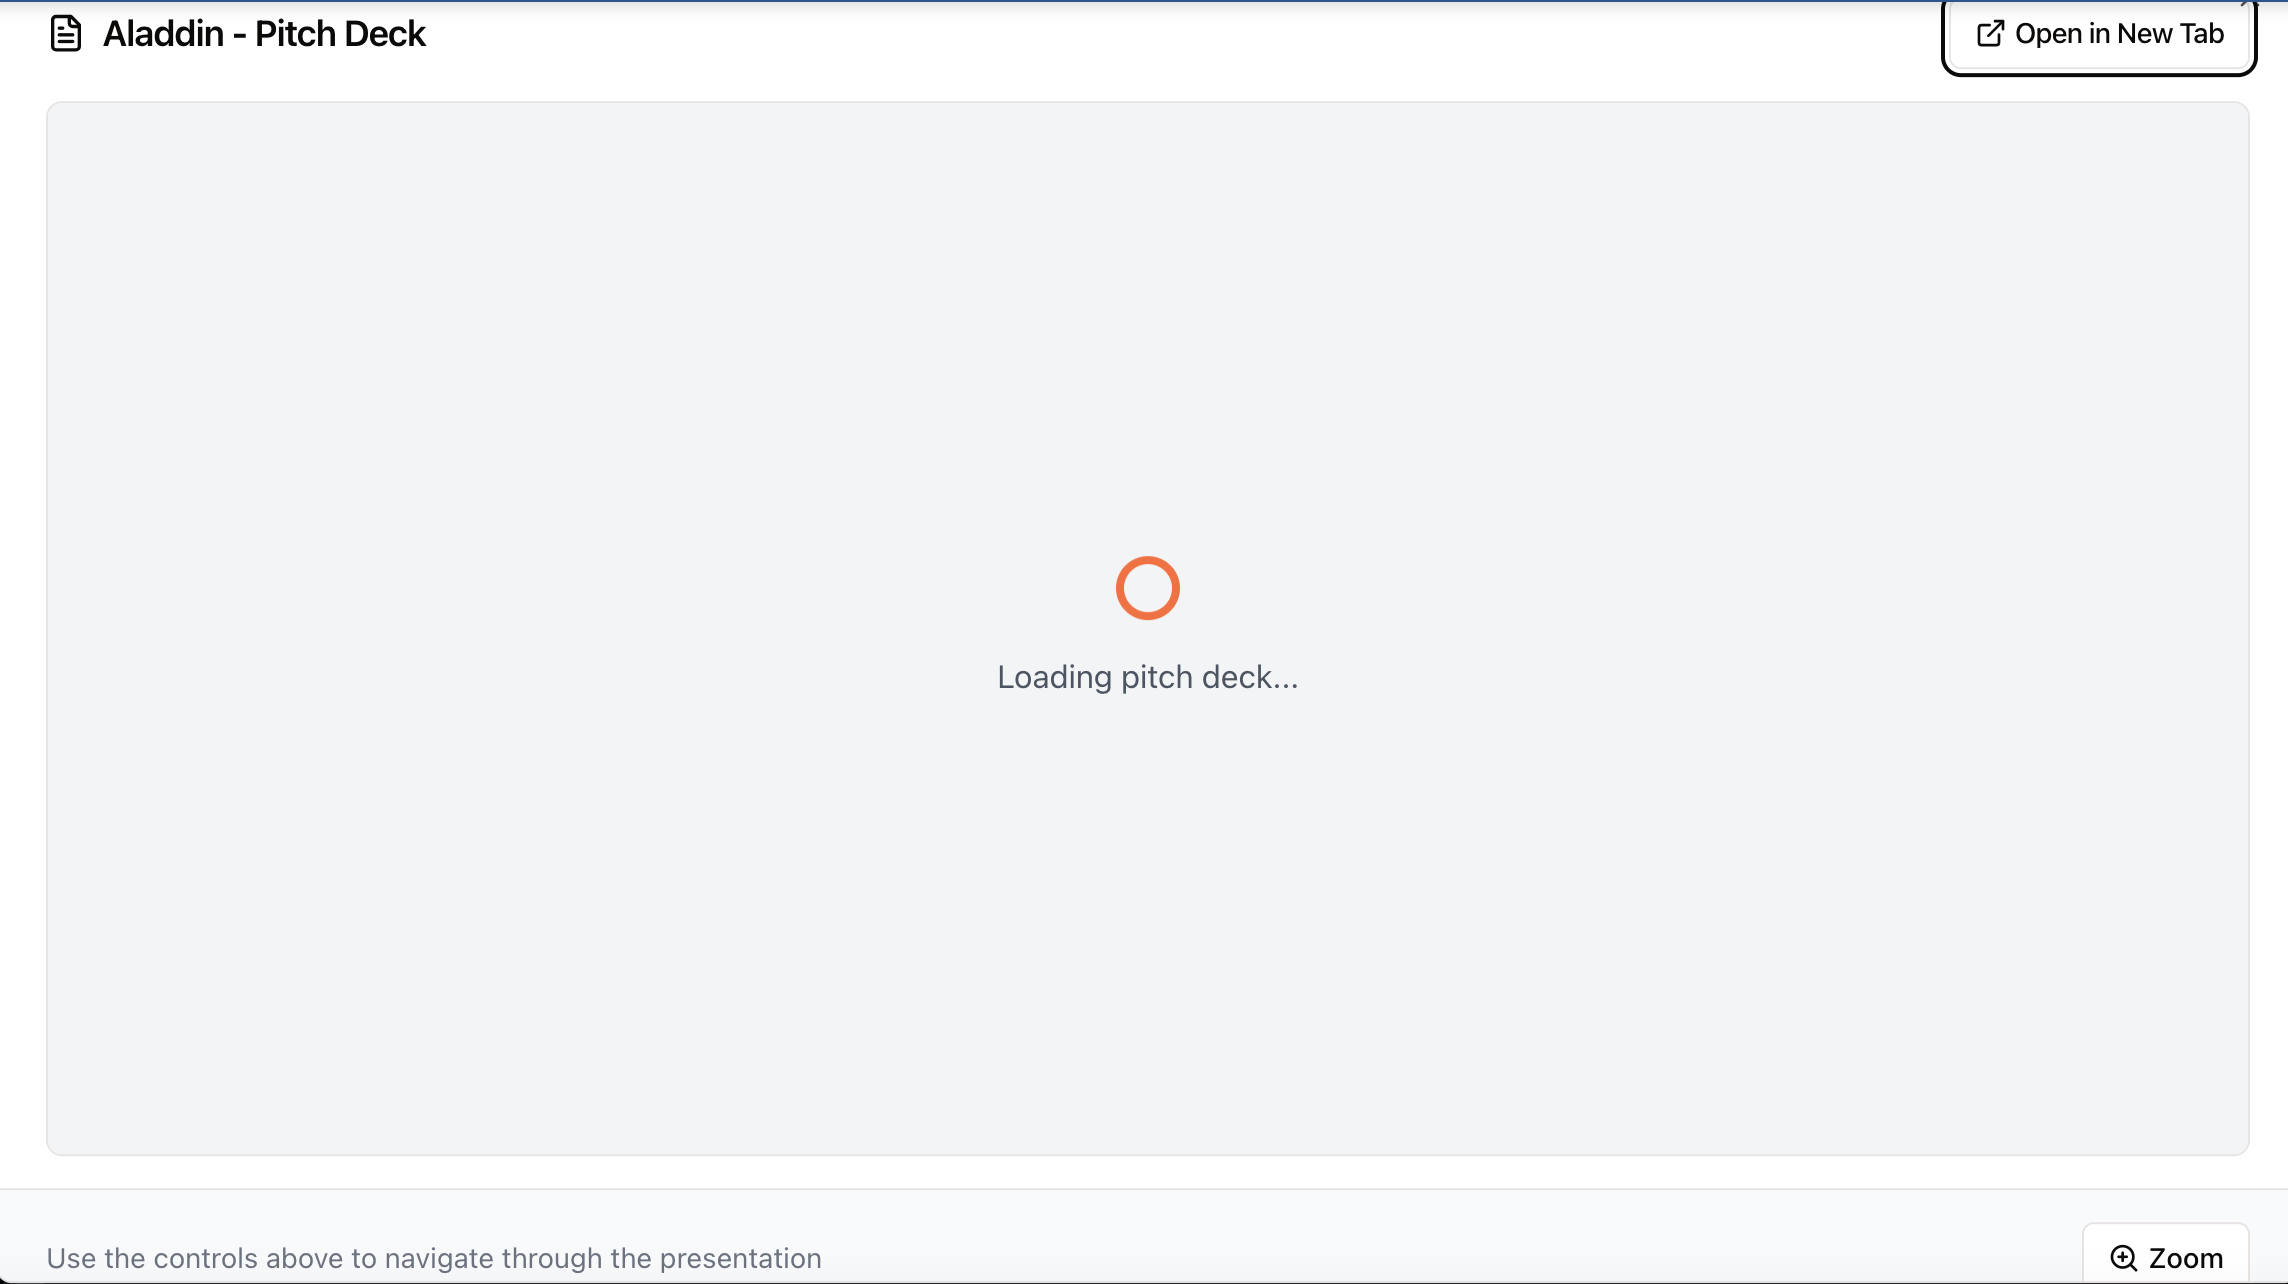 Aladdin - Pitch Deck
Open in New Tab
Loading pitch deck...
Use the controls above to navigate through the presentation
Zoom